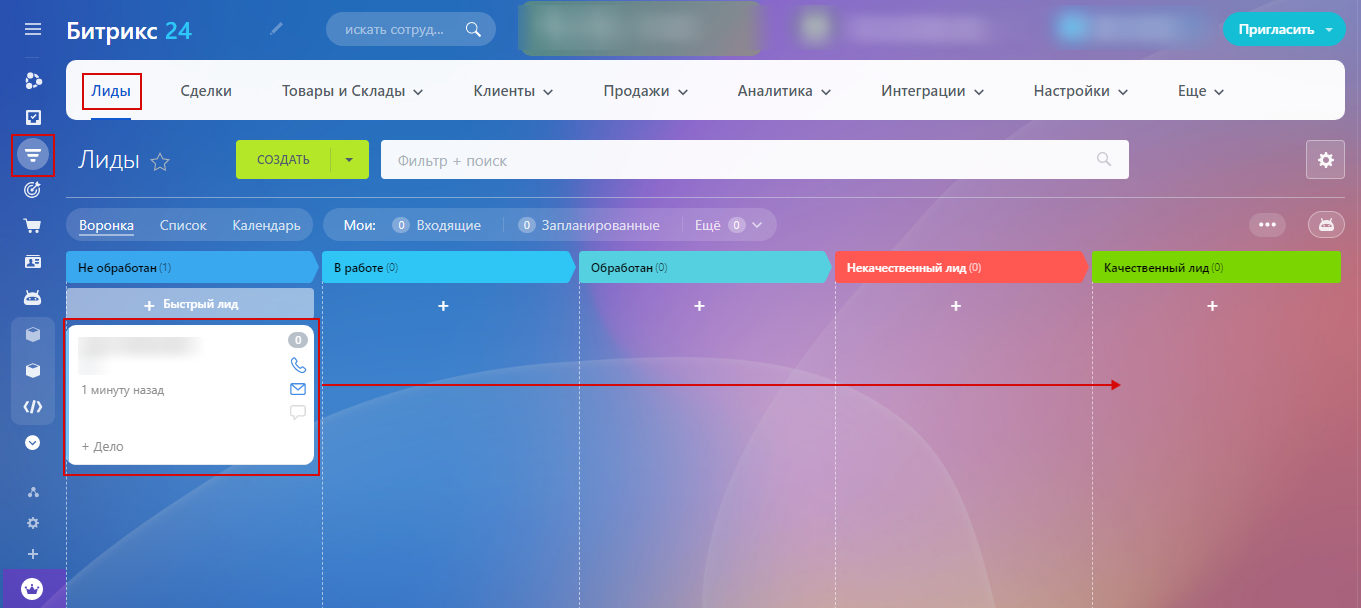 Битрикс 24
искать сотруд...
Пригласить
Лиды Сделки Товары и Склады Клиенты Продажи Аналитика Интеграции Настройки Еще
Лиды
СОЗДАТЬ
Фильтр + поиск
Воронка Список Календарь Мои: 0 Входящие 0 Запланированные Ещё 0
Не обработан (1) В работе (0) Обработан (0) Некачественный лид (0) Качественный лид (0)
+ Быстрый лид + + + +
0
1 минуту назад
+ Дело